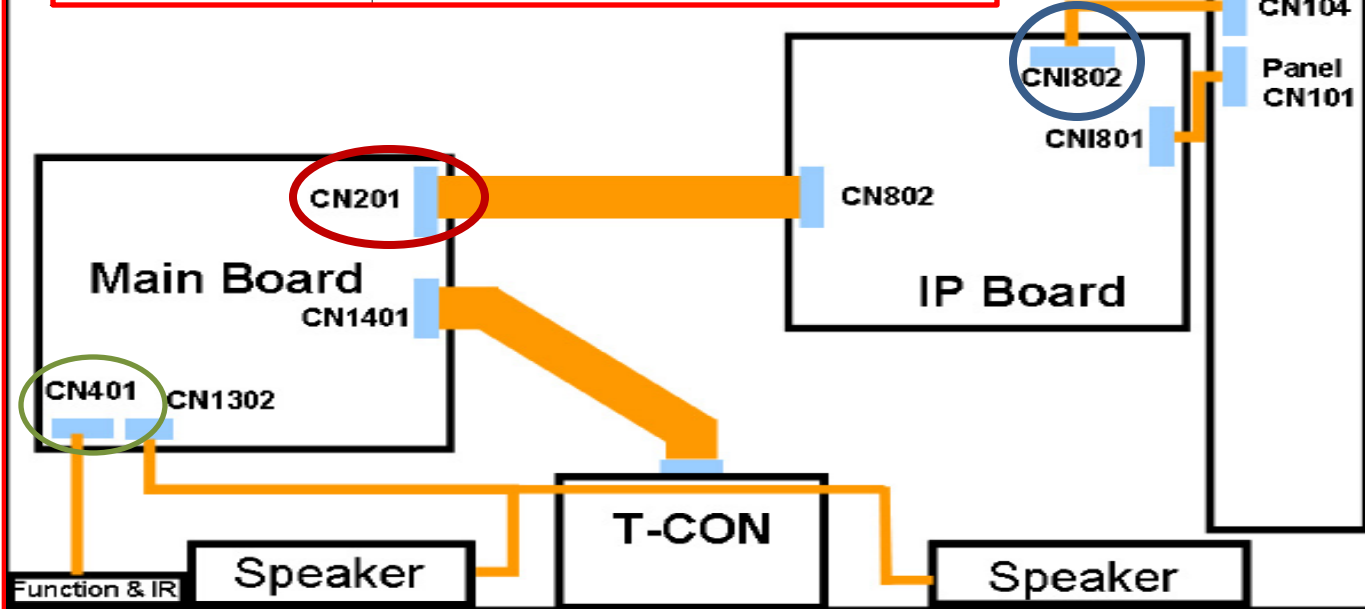 CN104
CNI802
Panel
CN101
CNI801
CN201
CN802
Main Board
IP Board
CN1401
CN401
CN1302
T-CON
Speaker
Speaker
Function & IR